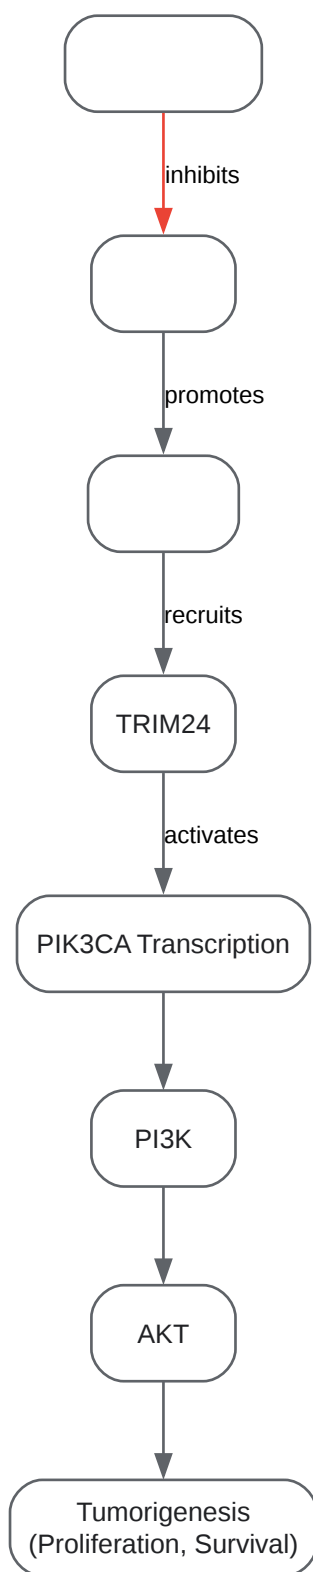 inhibits
promotes
recruits
TRIM24
activates
PIK3CA Transcription
PI3K
AKT
Tumorigenesis
(Proliferation, Survival)